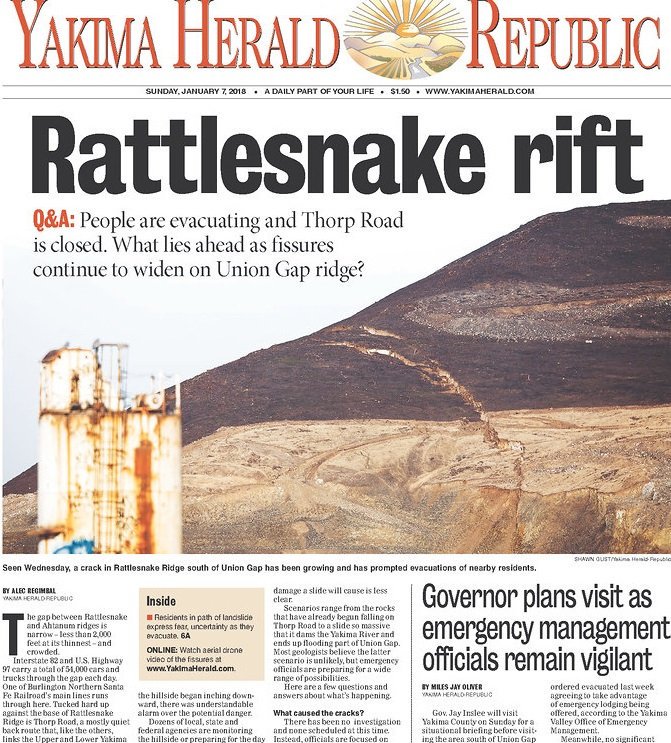 YAKIMA HERALD REPUBLIC
SUNDAY, JANUARY 7, 2018 • A DAILY PART OF YOUR LIFE • $1.50 • WWW.YAKIMAHERALD.COM
Rattlesnake rift
Q&A: People are evacuating and Thorp Road
is closed. What lies ahead as fissures
continue to widen on Union Gap ridge?
SHAWN GUST/Yakima Herald-Republic
Seen Wednesday, a crack in Rattlesnake Ridge south of Union Gap has been growing and has prompted evacuations of nearby residents.
BY ALEC REGIMBAL
YAKIMA HERALD-REPUBLIC
The gap between Rattlesnake
and Ahtanum ridges is
narrow – less than 2,000
feet at its thinnest – and
crowded.
Interstate 82 and U.S. Highway
97 carry a total of 54,000 cars and
trucks through the gap each day.
One of Burlington Northern Santa
Fe Railroad's main lines runs
through here. Tucked hard up
against the base of Rattlesnake
Ridge is Thorp Road, a mostly quiet
back route that, like the others,
links the Upper and Lower Yakima
Inside
Residents in path of landslide
express fear, uncertainty as they
evacuate. 6A
ONLINE: Watch aerial drone
video of the fissures at
www.YakimaHerald.com.
the hillside began inching down-
ward, there was understandable
alarm over the potential danger.
Dozens of local, state and
federal agencies are monitoring
the hillside or preparing for the day
damage a slide will cause is less
clear.
Scenarios range from the rocks
that have already begun falling on
Thorp Road to a slide so massive
that it dams the Yakima River and
ends up flooding part of Union Gap.
Most geologists believe the latter
scenario is unlikely, but emergency
officials are preparing for a wide
range of possibilities.
Here are a few questions and
answers about what's happening.
What caused the cracks?
There has been no investigation
and none scheduled at this time.
Instead, officials are focused on
Governor plans visit as
emergency management
officials remain vigilant
BY MILES JAY OLIVER
YAKIMA HERALD-REPUBLIC
Gov. Jay Inslee will visit
Yakima County on Sunday for a
situational briefing before visit-
ing the area south of Union Gap
ordered evacuated last week
agreeing to take advantage
of emergency lodging being
offered, according to the Yakima
Valley Office of Emergency
Management.
Meanwhile, no significant